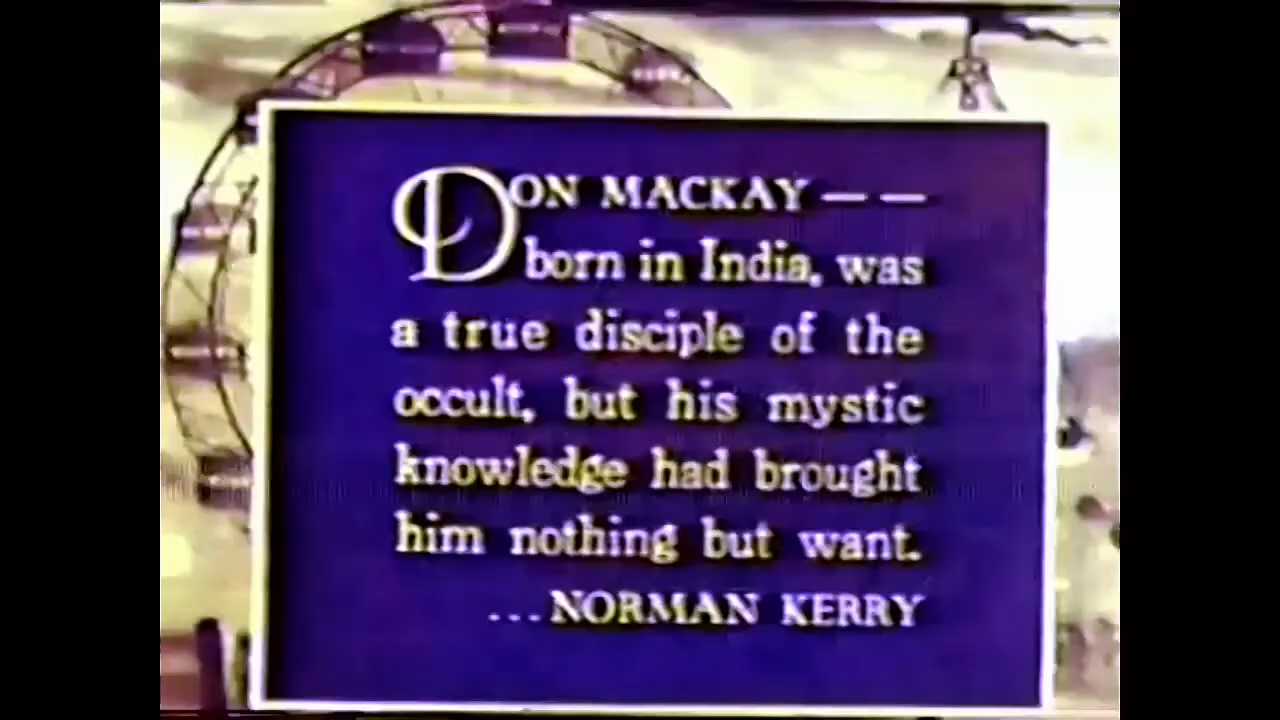 DON MACKAY — —
born in India, was
a true disciple of the
occult, but his mystic
knowledge had brought
him nothing but want.
...NORMAN KERRY